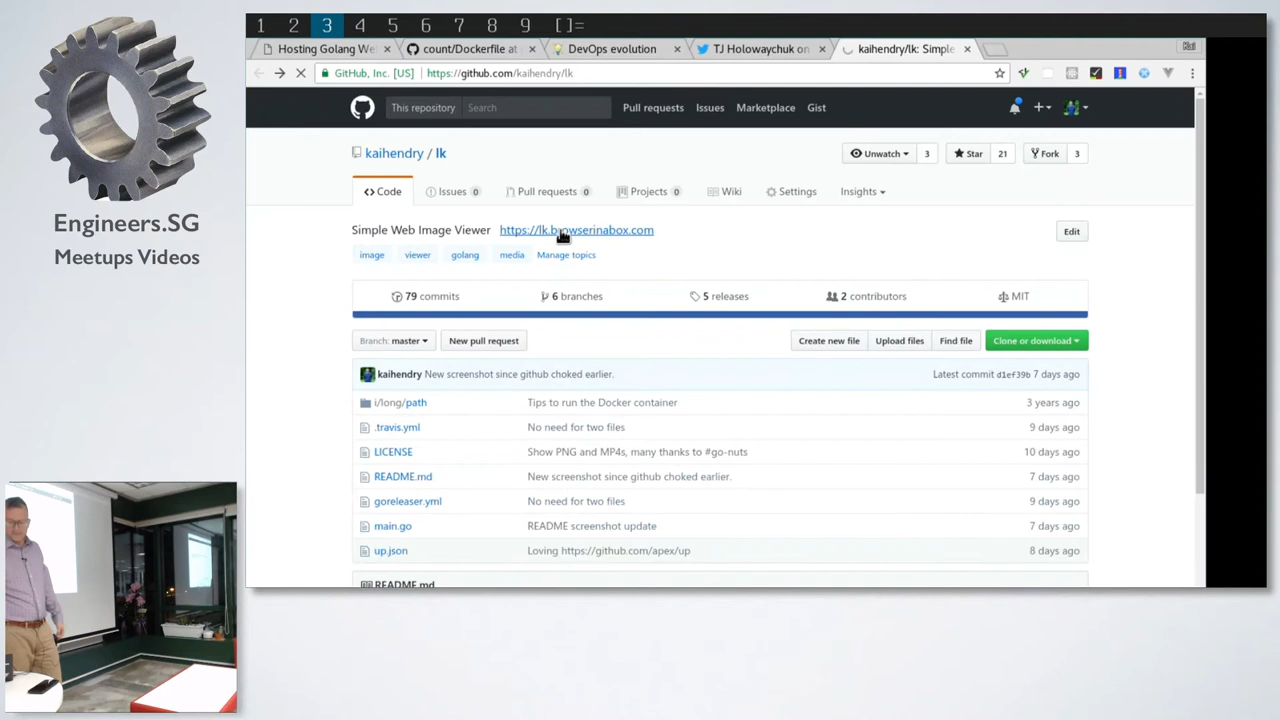 1 2 3 4 5 6 7 8 9 []=
Hosting Golang We
count/Dockerfile at
DevOps evolution
TJ Holowaychuk on
kaihendry/lk: Simple
GitHub, Inc. [US] https://github.com/kaihendry/lk
This repository Search Pull requests Issues Marketplace Gist
kaihendry / lk
Unwatch 3 Star 21 Fork 3
Code Issues 0 Pull requests 0 Projects 0 Wiki Settings Insights
Simple Web Image Viewer https://lk.browserinabox.com
Edit
image viewer golang media Manage topics
79 commits 6 branches 5 releases 2 contributors MIT
Branch: master New pull request Create new file Upload files Find file Clone or download
kaihendry New screenshot since github choked earlier. Latest commit d1ef39b 7 days ago
i/long/path Tips to run the Docker container 3 years ago
.travis.yml No need for two files 9 days ago
LICENSE Show PNG and MP4s, many thanks to #go-nuts 10 days ago
README.md New screenshot since github choked earlier. 7 days ago
goreleaser.yml No need for two files 9 days ago
main.go README screenshot update 7 days ago
up.json Loving https://github.com/apex/up 8 days ago
README.md
Engineers.SG
Meetups Videos